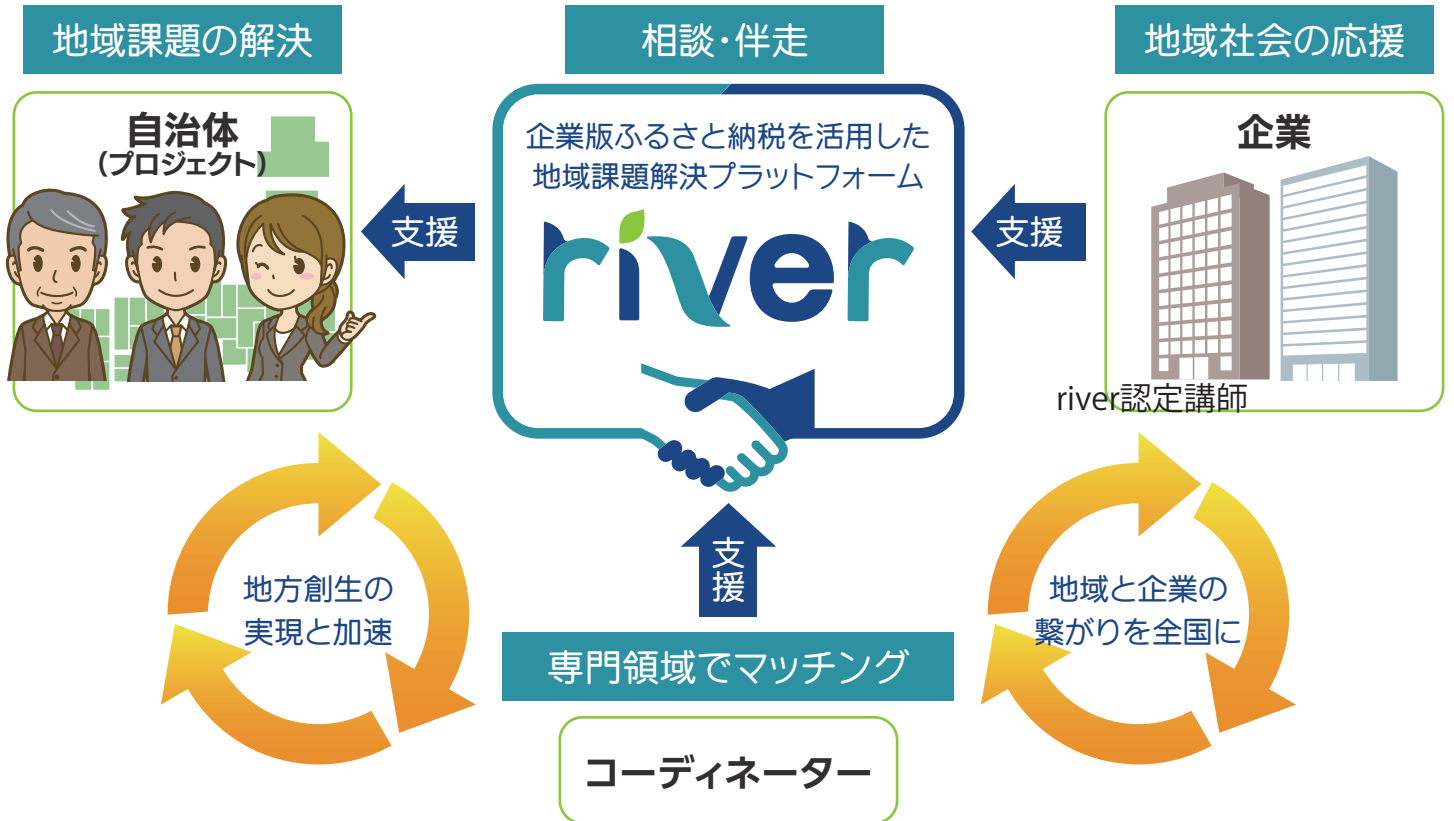 地域課題の解決
相談・伴走
地域社会の応援
自治体
（プロジェクト）
支援
企業版ふるさと納税を活用した
地域課題解決プラットフォーム
river
支援
企業
river認定講師
地方創生の
実現と加速
支援
地域と企業の
繋がりを全国に
専門領域でマッチング
コーディネーター